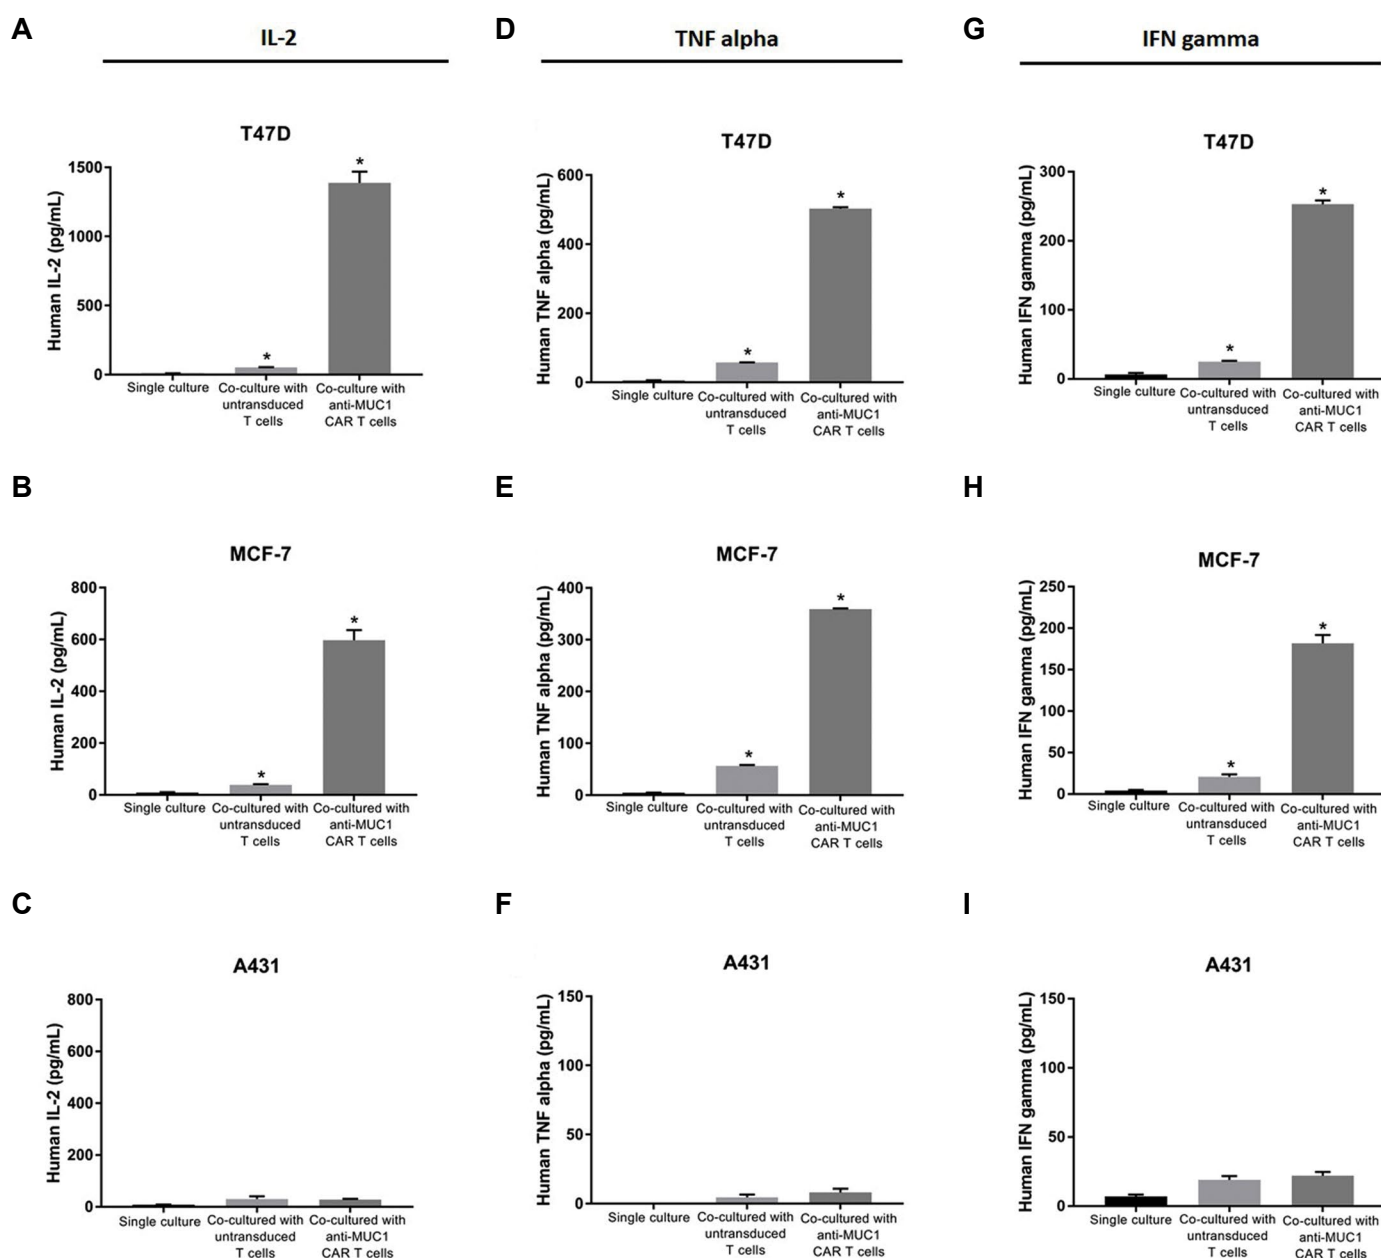 A
IL-2
D
TNF alpha
G
IFN gamma
T47D
Human IL-2 (pg/mL)
1500
1000
500
0
*
*
Single culture
Co-culture with
untransduced
T cells
Co-culture with
anti-MUC1
CAR T cells
T47D
Human TNF alpha (pg/mL)
600
400
200
0
*
*
Single culture
Co-cultured with
untransduced
T cells
Co-cultured with
anti-MUC1
CAR T cells
T47D
Human IFN gamma (pg/mL)
300
200
100
0
*
*
Single culture
Co-cultured with
untransduced
T cells
Co-cultured with
anti-MUC1
CAR T cells
B
MCF-7
Human IL-2 (pg/mL)
800
600
400
200
0
*
*
Single culture
Co-cultured with
untransduced
T cells
Co-cultured with
anti-MUC1
CAR T cells
E
MCF-7
Human TNF alpha (pg/mL)
400
300
200
100
0
*
*
Single culture
Co-cultured with
untransduced
T cells
Co-cultured with
anti-MUC1
CAR T cells
H
MCF-7
Human IFN gamma (pg/mL)
250
200
150
100
50
0
*
*
Single culture
Co-cultured with
untransduced
T cells
Co-cultured with
anti-MUC1
CAR T cells
C
A431
Human IL-2 (pg/mL)
800
600
400
200
0
Single culture
Co-cultured with
untransduced
T cells
Co-cultured with
anti-MUC1
CAR T cells
F
A431
Human TNF alpha (pg/mL)
150
100
50
0
Single culture
Co-cultured with
untransduced
T cells
Co-cultured with
anti-MUC1
CAR T cells
I
A431
Human IFN gamma (pg/mL)
150
100
50
0
Single culture
Co-cultured with
untransduced
T cells
Co-cultured with
anti-MUC1
CAR T cells